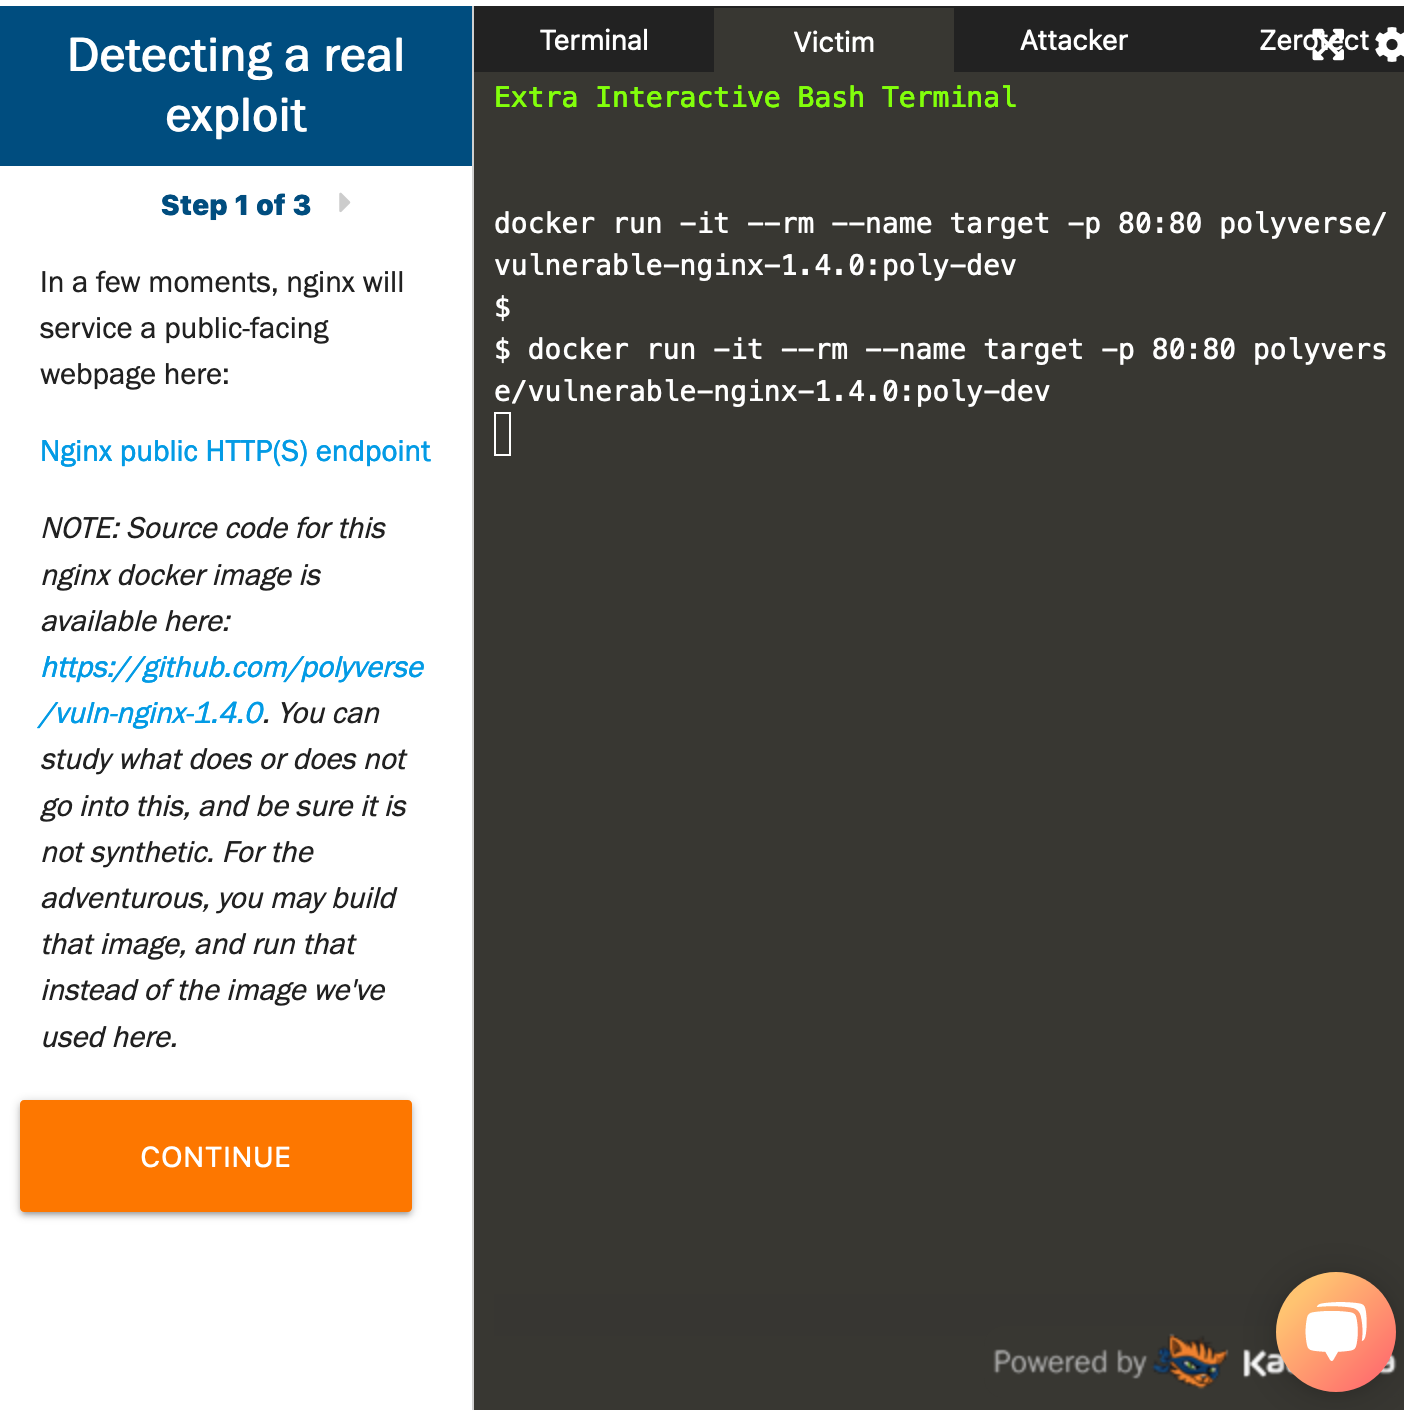 Detecting a real
exploit
Step 1 of 3
In a few moments, nginx will
service a public-facing
webpage here:
Nginx public HTTP(S) endpoint
NOTE: Source code for this
nginx docker image is
available here:
https://github.com/polyverse
/vuln-nginx-1.4.0. You can
study what does or does not
go into this, and be sure it is
not synthetic. For the
adventurous, you may build
that image, and run that
instead of the image we've
used here.
CONTINUE
Terminal Victim Attacker
Extra Interactive Bash Terminal
docker run -it --rm --name target -p 80:80 polyverse/
vulnerable-nginx-1.4.0:poly-dev
$
$ docker run -it --rm --name target -p 80:80 polyvers
e/vulnerable-nginx-1.4.0:poly-dev
Powered by